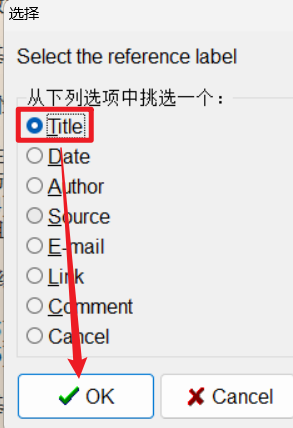 选择
Select the reference label
从下列选项中挑选一个：
Title
Date
Author
Source
E-mail
Link
Comment
Cancel
OK
Cancel